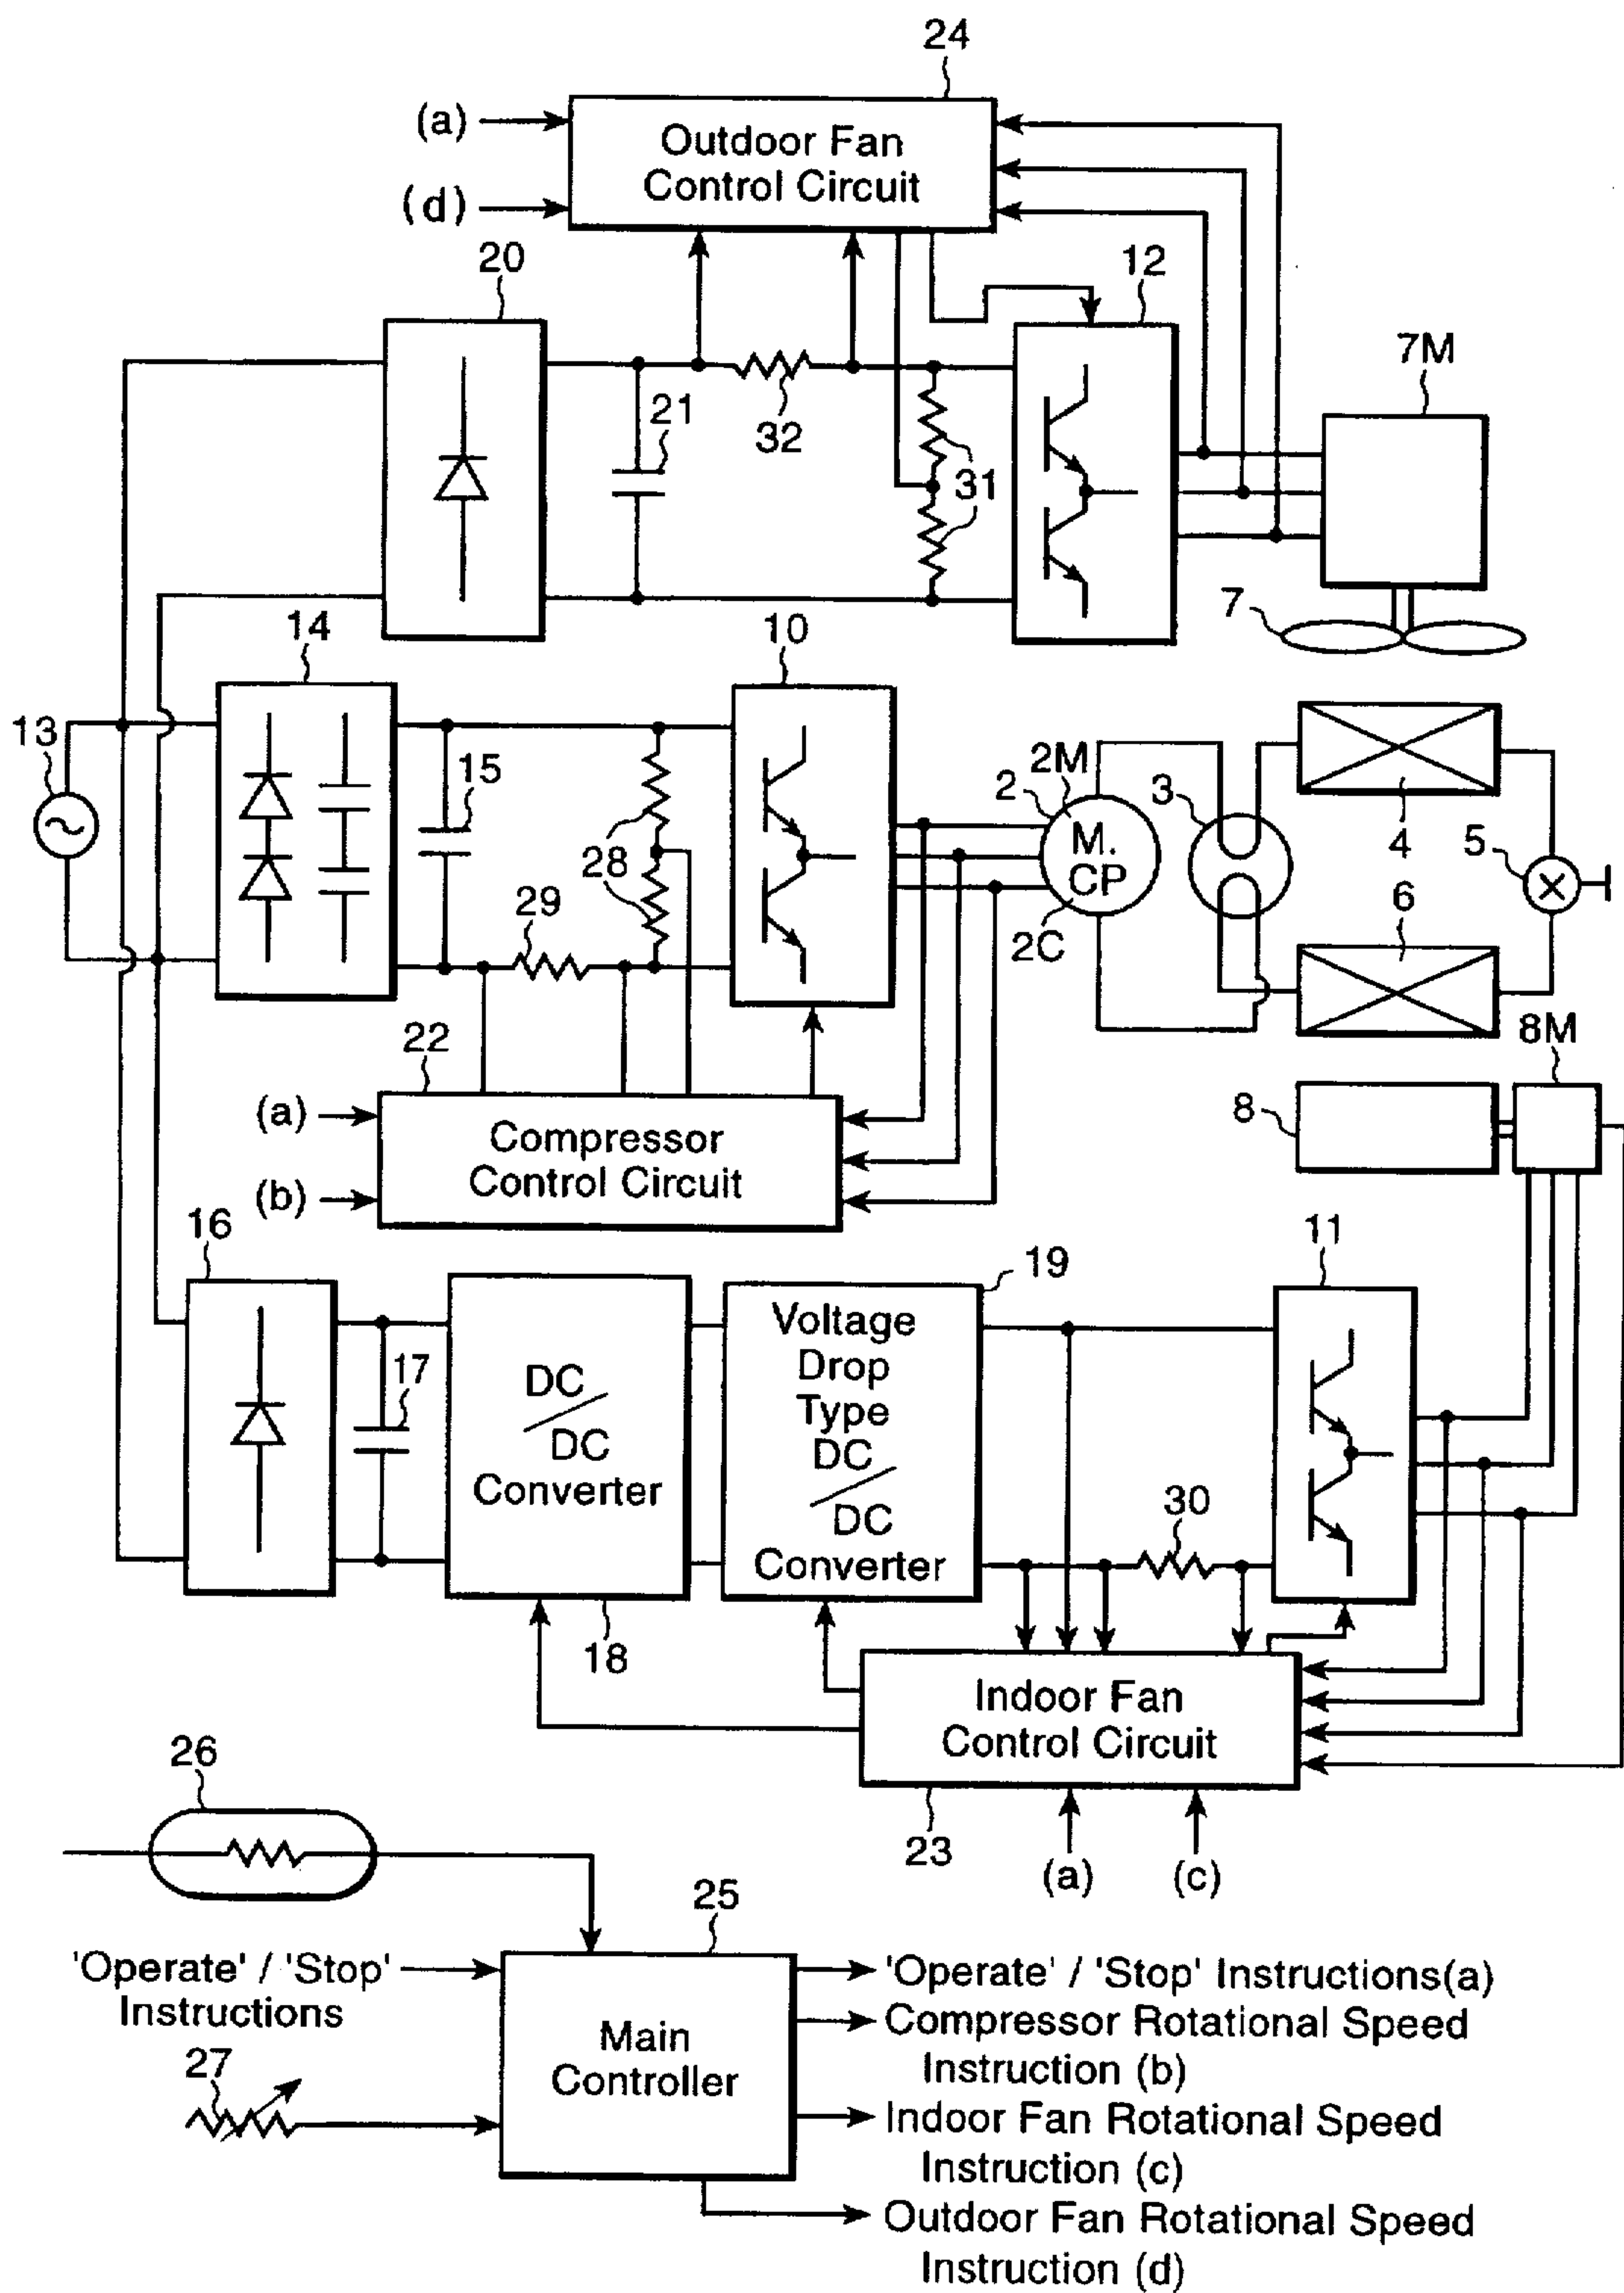 24
(a)
Outdoor Fan
Control Circuit
(d)
20
12
7M
21
32
31
7
14
10
13
15
2M
2
3
M.
CP
4
5
28
29
2C
6
22
8M
(a)
Compressor
Control Circuit
8
(b)
16
19
11
17
DC
/
DC
Converter
Voltage
Drop
Type
DC
/
DC
Converter
30
18
Indoor Fan
Control Circuit
26
23
(a)
(c)
25
'Operate' / 'Stop'
Instructions
Main
Controller
27
'Operate' / 'Stop' Instructions(a)
Compressor Rotational Speed
Instruction (b)
Indoor Fan Rotational Speed
Instruction (c)
Outdoor Fan Rotational Speed
Instruction (d)